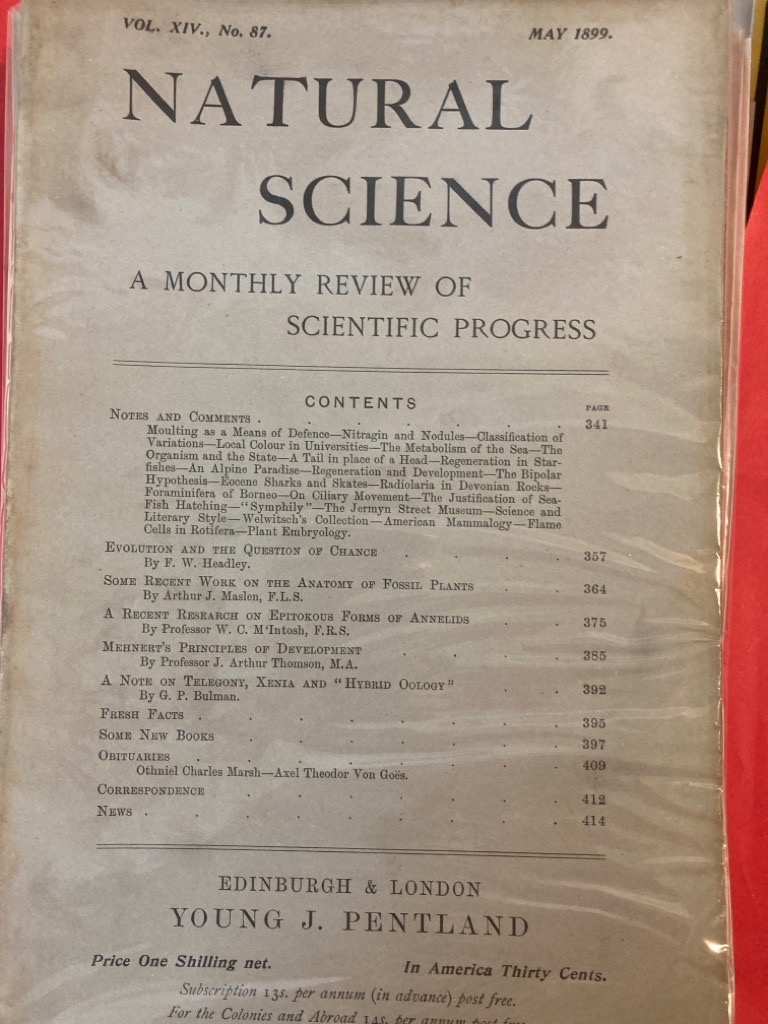 VOL. XIV., No. 87. MAY 1899.
NATURAL
SCIENCE
A MONTHLY REVIEW OF
SCIENTIFIC PROGRESS
CONTENTS
PAGE
NOTES AND COMMENTS . . . . . . . 341
Moulting as a Means of Defence—Nitragin and Nodules—Classification of
Variations—Local Colour in Universities—The Metabolism of the Sea—The
Organism and the State—A Tail in place of a Head—Regeneration in Star-
fishes—An Alpine Paradise—Regeneration and Development—The Bipolar
Hypothesis—Eocene Sharks and Skates—Radiolaria in Devonian Rocks—
Foraminifera of Borneo—On Ciliary Movement—The Justification of Sea-
Fish Hatching—"Symphily"—The Jermyn Street Museum—Science and
Literary Style—Welwitsch's Collection—American Mammalogy—Flame
Cells in Rotifera—Plant Embryology.
EVOLUTION AND THE QUESTION OF CHANCE . . . . 357
By F. W. Headley.
SOME RECENT WORK ON THE ANATOMY OF FOSSIL PLANTS . . 364
By Arthur J. Maslen, F.L.S.
A RECENT RESEARCH ON EPITOKOUS FORMS OF ANNELIDS . . 375
By Professor W. C. M'Intosh, F.R.S.
MEHNERT'S PRINCIPLES OF DEVELOPMENT . . . . 385
By Professor J. Arthur Thomson, M.A.
A NOTE ON TELEGONY, XENIA AND "HYBRID OOLOGY" . . 392
By G. P. Bulman.
FRESH FACTS . . . . . . . . 395
SOME NEW BOOKS . . . . . . . 397
OBITUARIES . . . . . . . . 409
Othniel Charles Marsh—Axel Theodor Von Goës.
CORRESPONDENCE . . . . . . . 412
NEWS . . . . . . . . . 414
EDINBURGH & LONDON
YOUNG J. PENTLAND
Price One Shilling net. In America Thirty Cents.
Subscription 13s. per annum (in advance) post free.
For the Colonies and Abroad 14s. per annum post free.